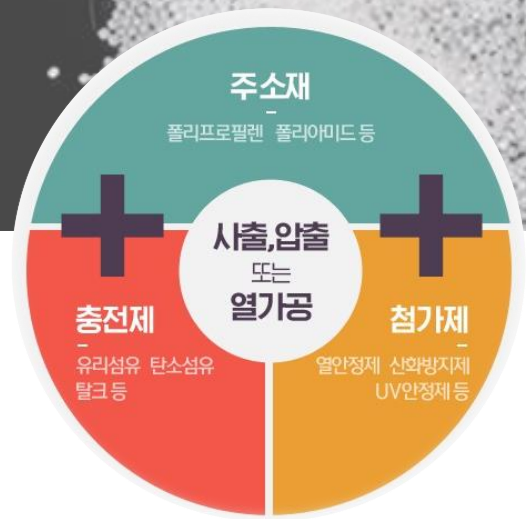 주소재
폴리프로필렌 폴리아미드 등
사출,압출
또는
열가공
충전제
유리섬유 탄소섬유
탈크 등
첨가제
열안정제 산화방지제
UV안정제 등